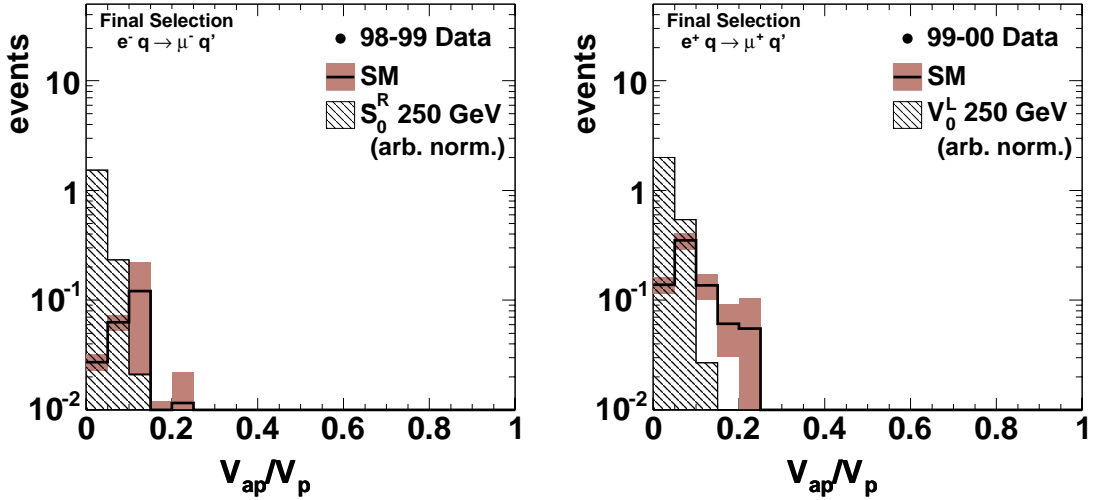 Final Selection
e⁻ q → μ⁻ q’
98-99 Data
SM
S₀ᴿ 250 GeV
(arb. norm.)
events
10
1
10⁻¹
10⁻²
0 0.2 0.4 0.6 0.8 1
V_ap/V_p
Final Selection
e⁺ q → μ⁺ q’
99-00 Data
SM
V₀ᴸ 250 GeV
(arb. norm.)
events
10
1
10⁻¹
10⁻²
0 0.2 0.4 0.6 0.8 1
V_ap/V_p